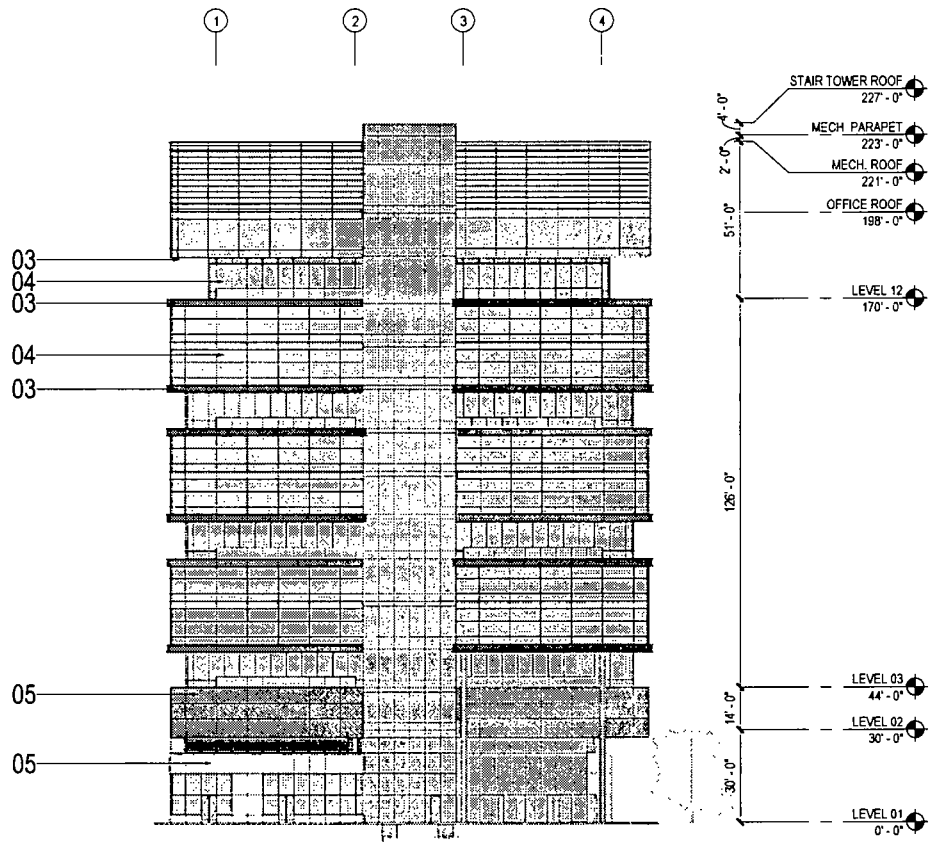 1 2 3 4
STAIR TOWER ROOF
227' - 0"
4' - 0"
MECH PARAPET
223' - 0"
2' - 0"
MECH. ROOF
221' - 0"
OFFICE ROOF
198' - 0"
51' - 0"
03
04
03
LEVEL 12
170' - 0"
04
03
126' - 0"
LEVEL 03
44' - 0"
05
14' - 0"
LEVEL 02
30' - 0"
05
30' - 0"
LEVEL 01
0' - 0"